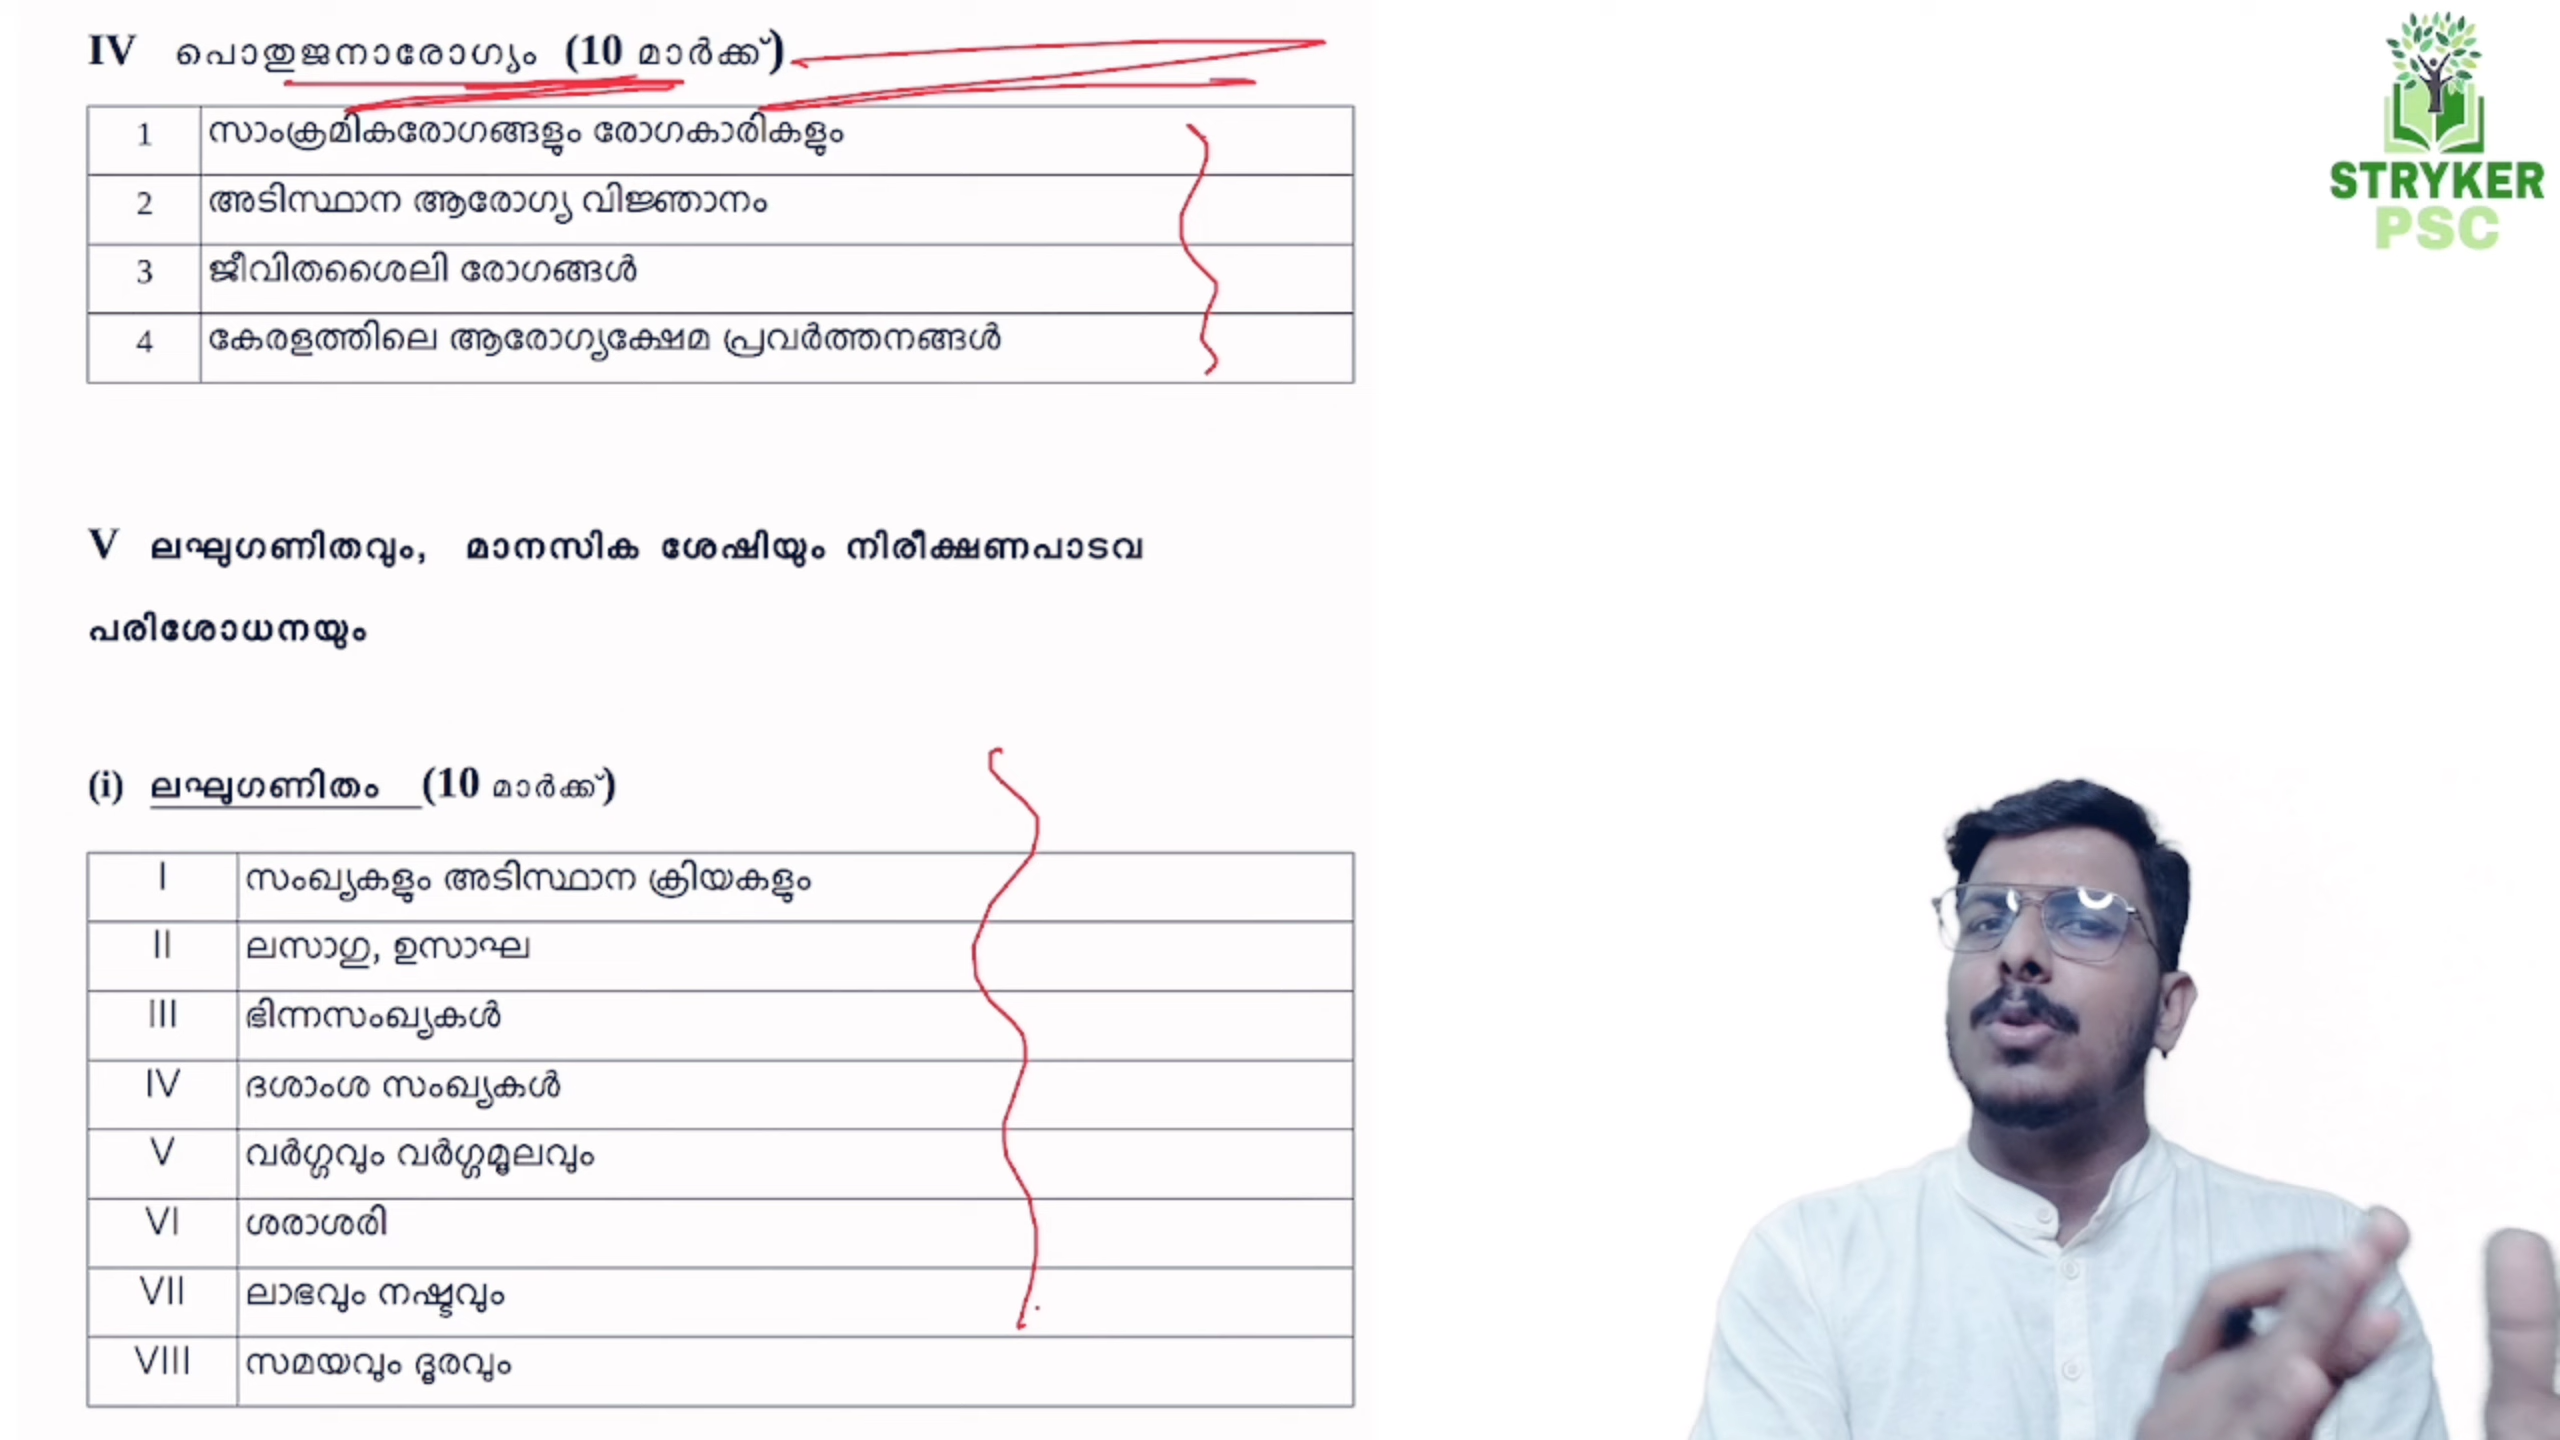 IV പൊതുജനാരോഗ്യം (10 മാർക്ക്)
1 സാംക്രമികരോഗങ്ങളും രോഗകാരികളും
2 അടിസ്ഥാന ആരോഗ്യ വിജ്ഞാനം
3 ജീവിതശൈലി രോഗങ്ങൾ
4 കേരളത്തിലെ ആരോഗ്യക്ഷേമ പ്രവർത്തനങ്ങൾ
V ലഘുഗണിതവും, മാനസിക ശേഷിയും നിരീക്ഷണപാടവ
പരിശോധനയും
(i) ലഘുഗണിതം (10 മാർക്ക്)
I സംഖ്യകളും അടിസ്ഥാന ക്രിയകളും
II ലസാഗു, ഉസാഘ
III ഭിന്നസംഖ്യകൾ
IV ദശാംശ സംഖ്യകൾ
V വർഗ്ഗവും വർഗ്ഗമൂലവും
VI ശരാശരി
VII ലാഭവും നഷ്ടവും
VIII സമയവും ദൂരവും
STRYKER
PSC